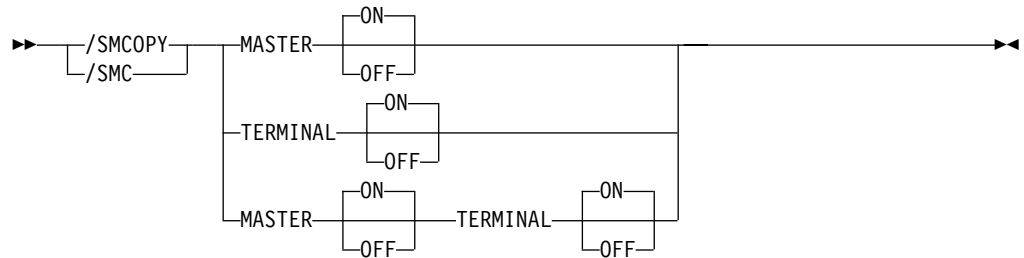 ON
/SMCOPY MASTER
/SMC OFF
ON
TERMINAL
OFF
ON ON
MASTER TERMINAL
OFF OFF